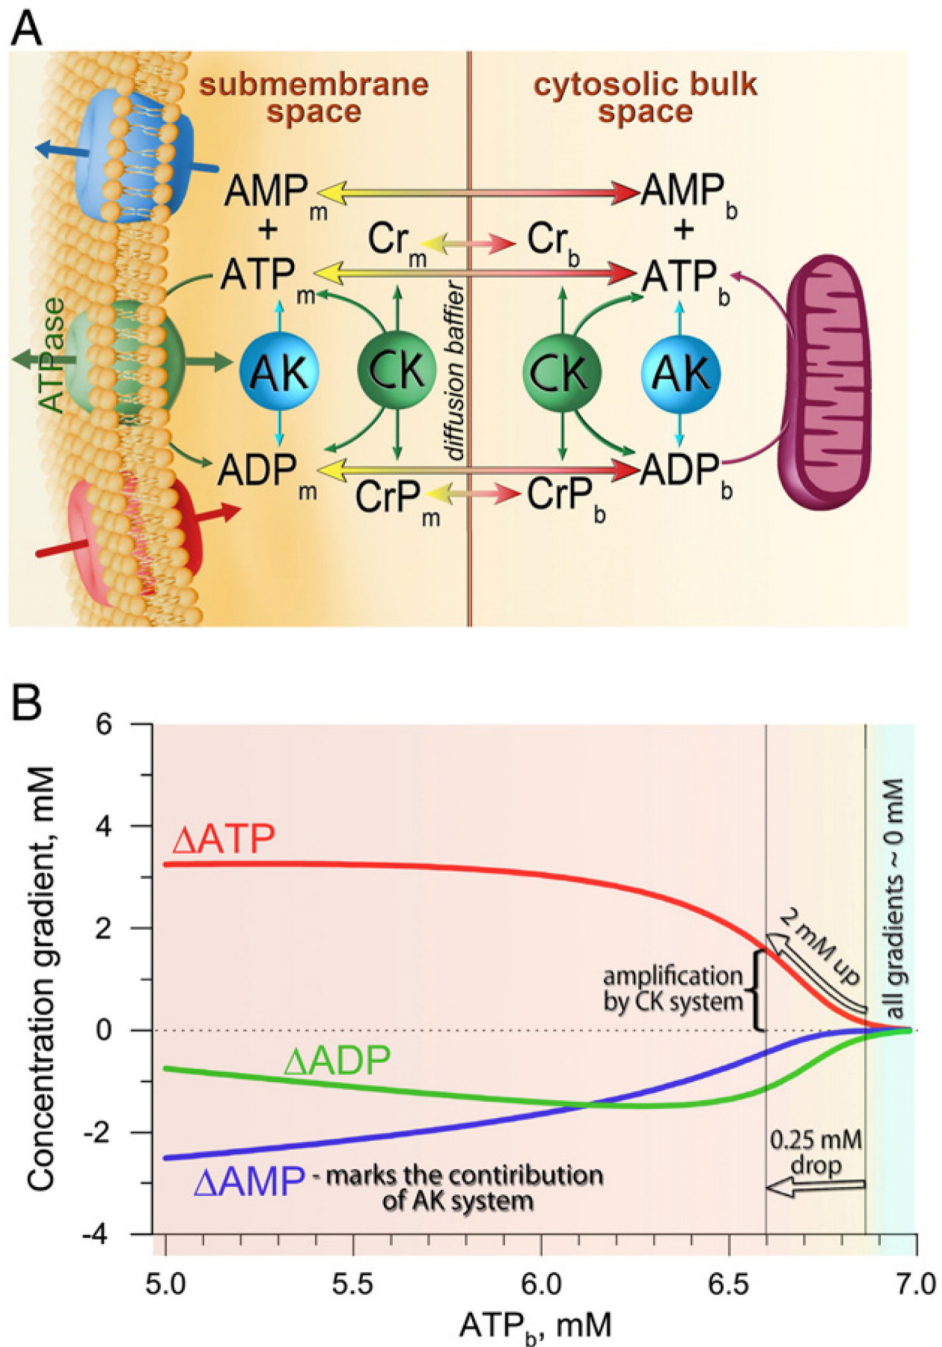 A
submembrane
space
cytosolic bulk
space
AMPm
AMPb
+
+
Crm
Crb
ATPm
ATPb
ATPase
AK
CK
diffusion baffier
CK
AK
ADPm
ADPb
CrPm
CrPb
B
Concentration gradient, mM
6
4
2
0
-2
-4
ΔATP
2 mM up
all gradients ~ 0 mM
amplification
by CK system
ΔADP
0.25 mM
drop
ΔAMP - marks the contiribution
of AK system
5.0
5.5
6.0
6.5
7.0
ATPb, mM